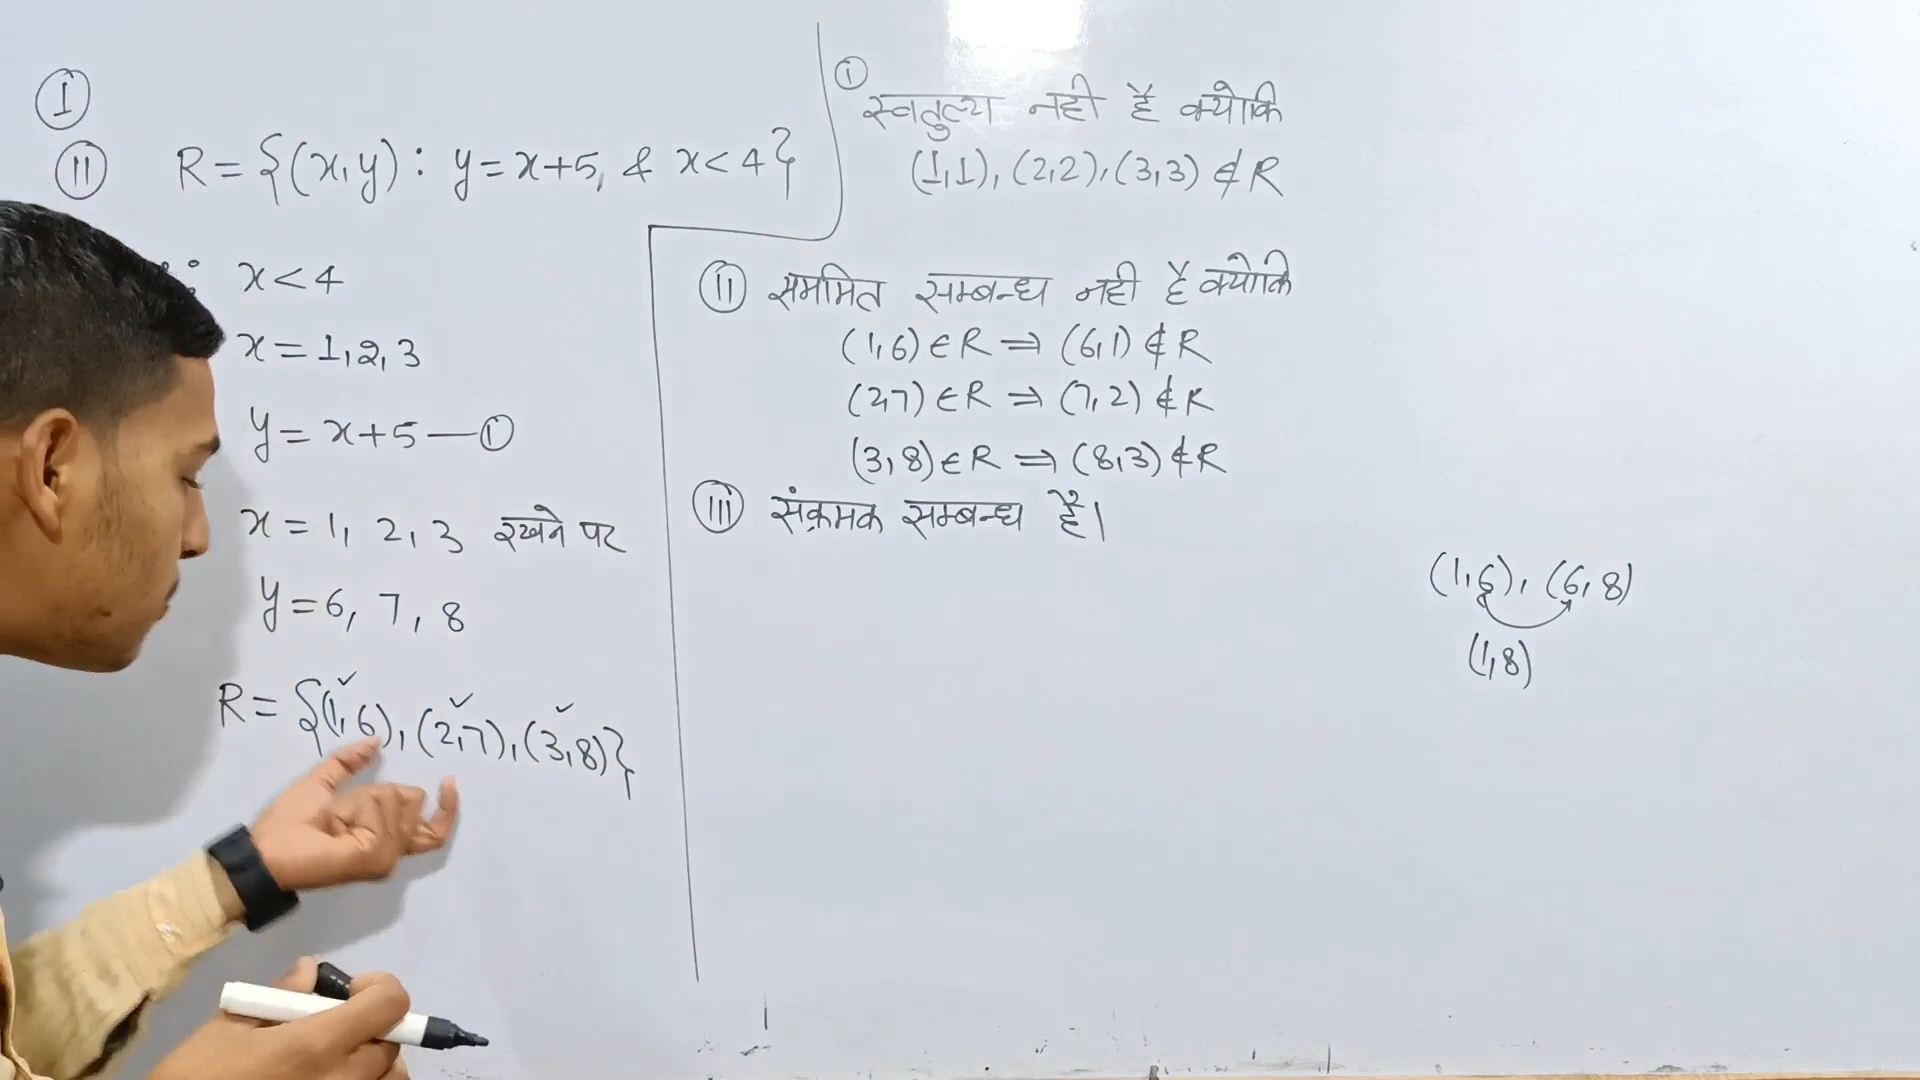 I
II R = {(x,y) : y = x+5, & x < 4}
∵ x < 4
x = 1, 2, 3
y = x+5 — ①
x = 1, 2, 3 रखने पर
y = 6, 7, 8
R = {(1,6), (2,7), (3,8)}
① स्वतुल्य नही है क्योकि
(1,1), (2,2), (3,3) ∉ R
II सममित सम्बन्ध नही है क्योकि
(1,6) ∈ R ⇒ (6,1) ∉ R
(2,7) ∈ R ⇒ (7,2) ∉ R
(3,8) ∈ R ⇒ (8,3) ∉ R
III संक्रमक सम्बन्ध है।
(1,6), (6,8)
(1,8)